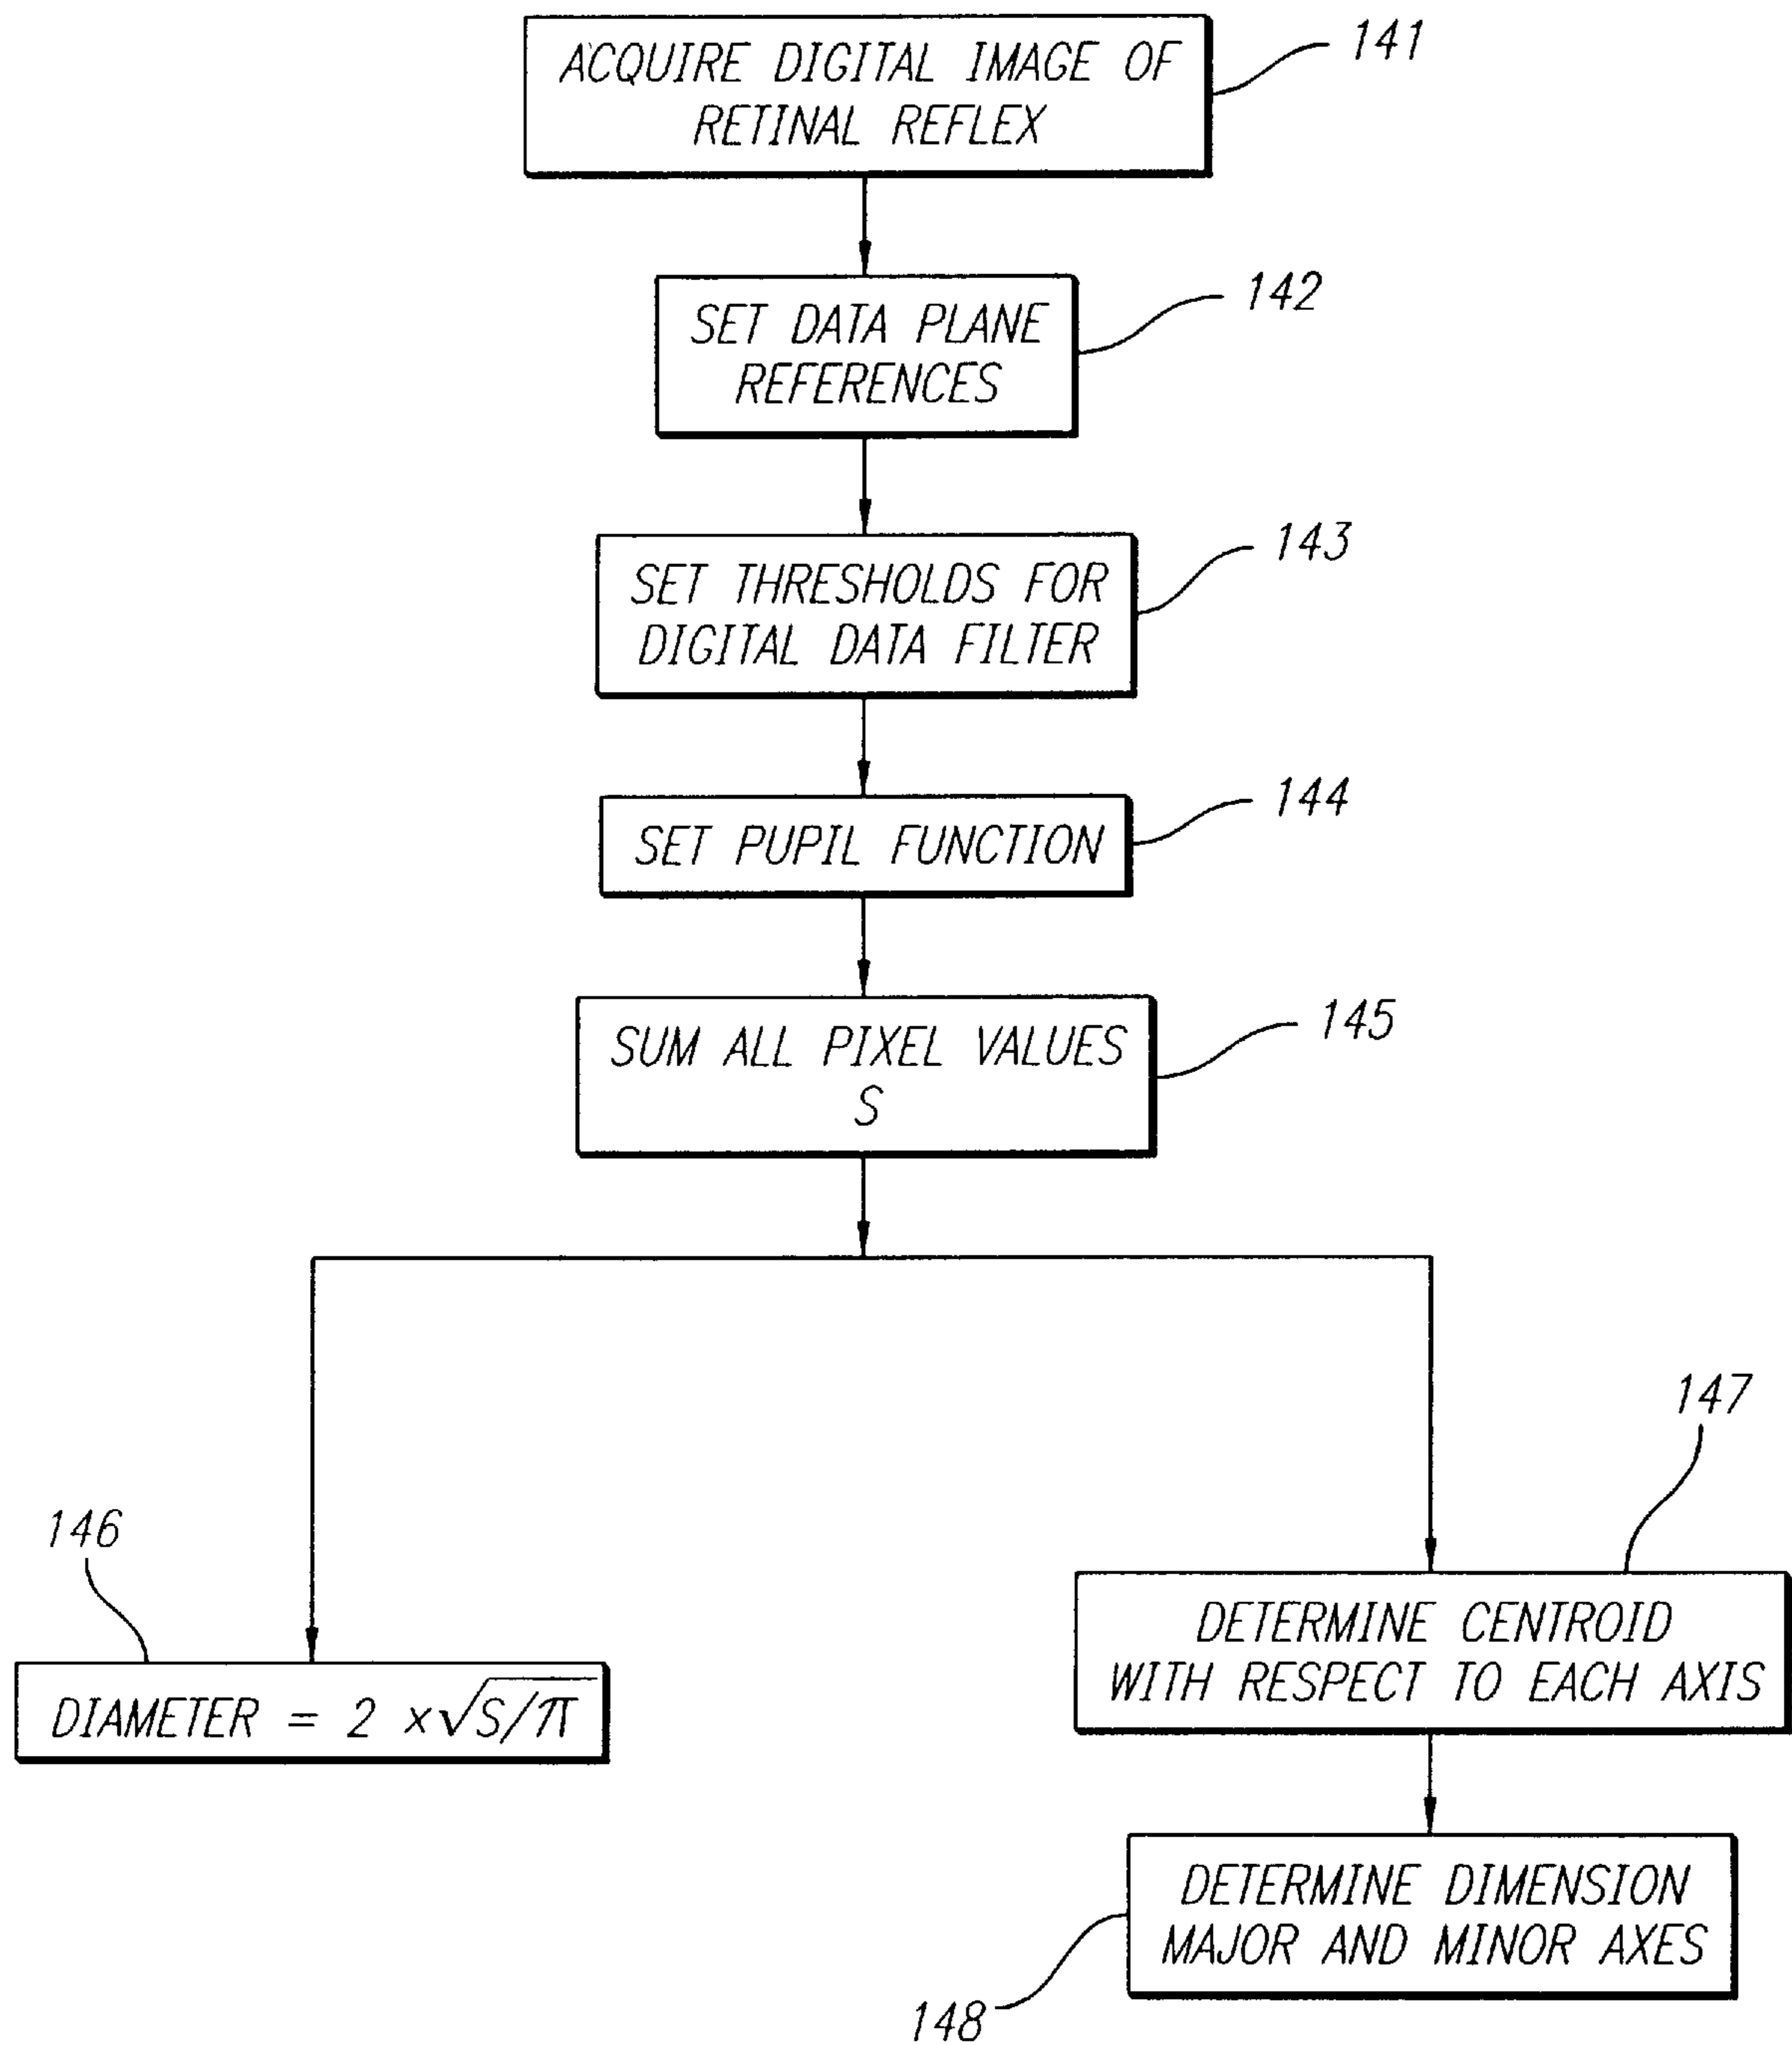 ACQUIRE DIGITAL IMAGE OF
RETINAL REFLEX
141
SET DATA PLANE
REFERENCES
142
SET THRESHOLDS FOR
DIGITAL DATA FILTER
143
SET PUPIL FUNCTION
144
SUM ALL PIXEL VALUES
S
145
146
DIAMETER = 2 ×√S/π
147
DETERMINE CENTROID
WITH RESPECT TO EACH AXIS
DETERMINE DIMENSION
MAJOR AND MINOR AXES
148